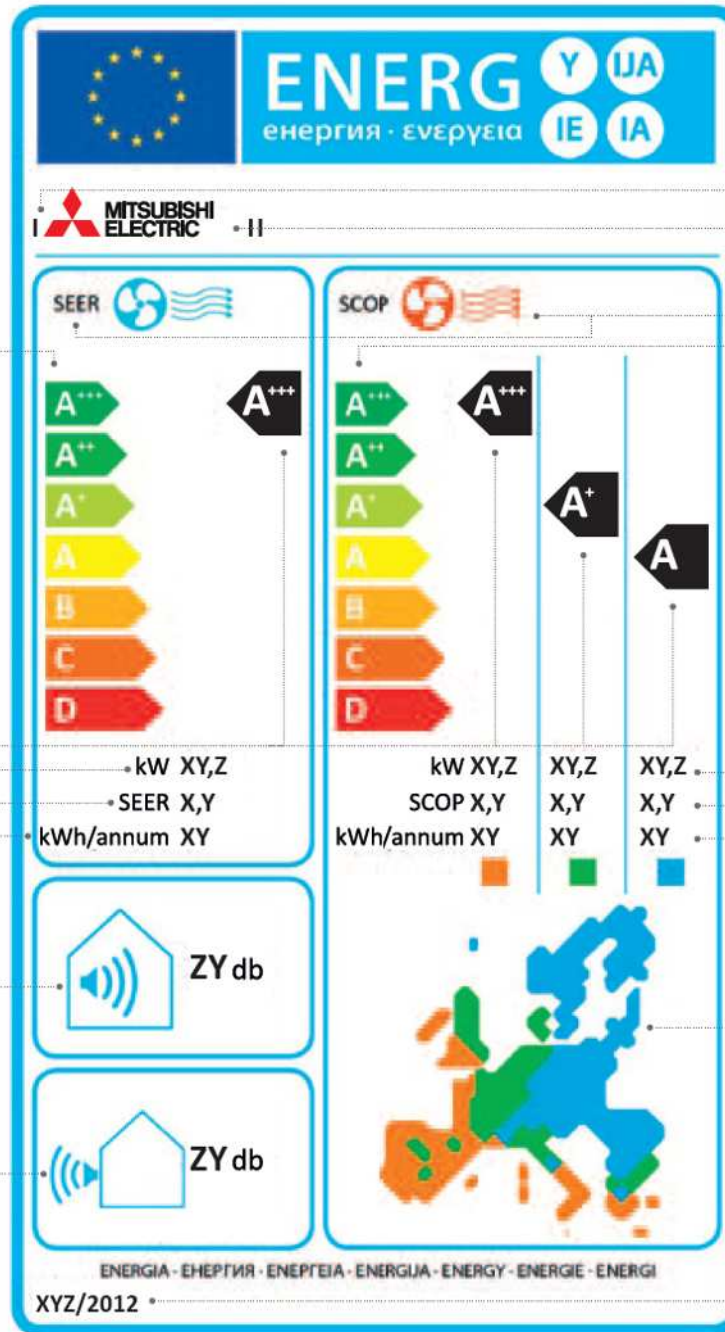 ENERG Y IJA
енергия · ενεργεια IE IA
I MITSUBISHI
ELECTRIC II
SEER
A+++ A+++
A++
A+
A
B
C
D
kW XY,Z
SEER X,Y
kWh/annum XY
SCOP
A+++ A+++
A++
A+ A+
A A
B
C
D
kW XY,Z XY,Z XY,Z
SCOP X,Y X,Y X,Y
kWh/annum XY XY XY
ZY db
ZY db
ENERGIA · ЕНЕРГИЯ · ΕΝΕΡΓΕΙΑ · ENERGIJA · ENERGY · ENERGIE · ENERGI
XYZ/2012